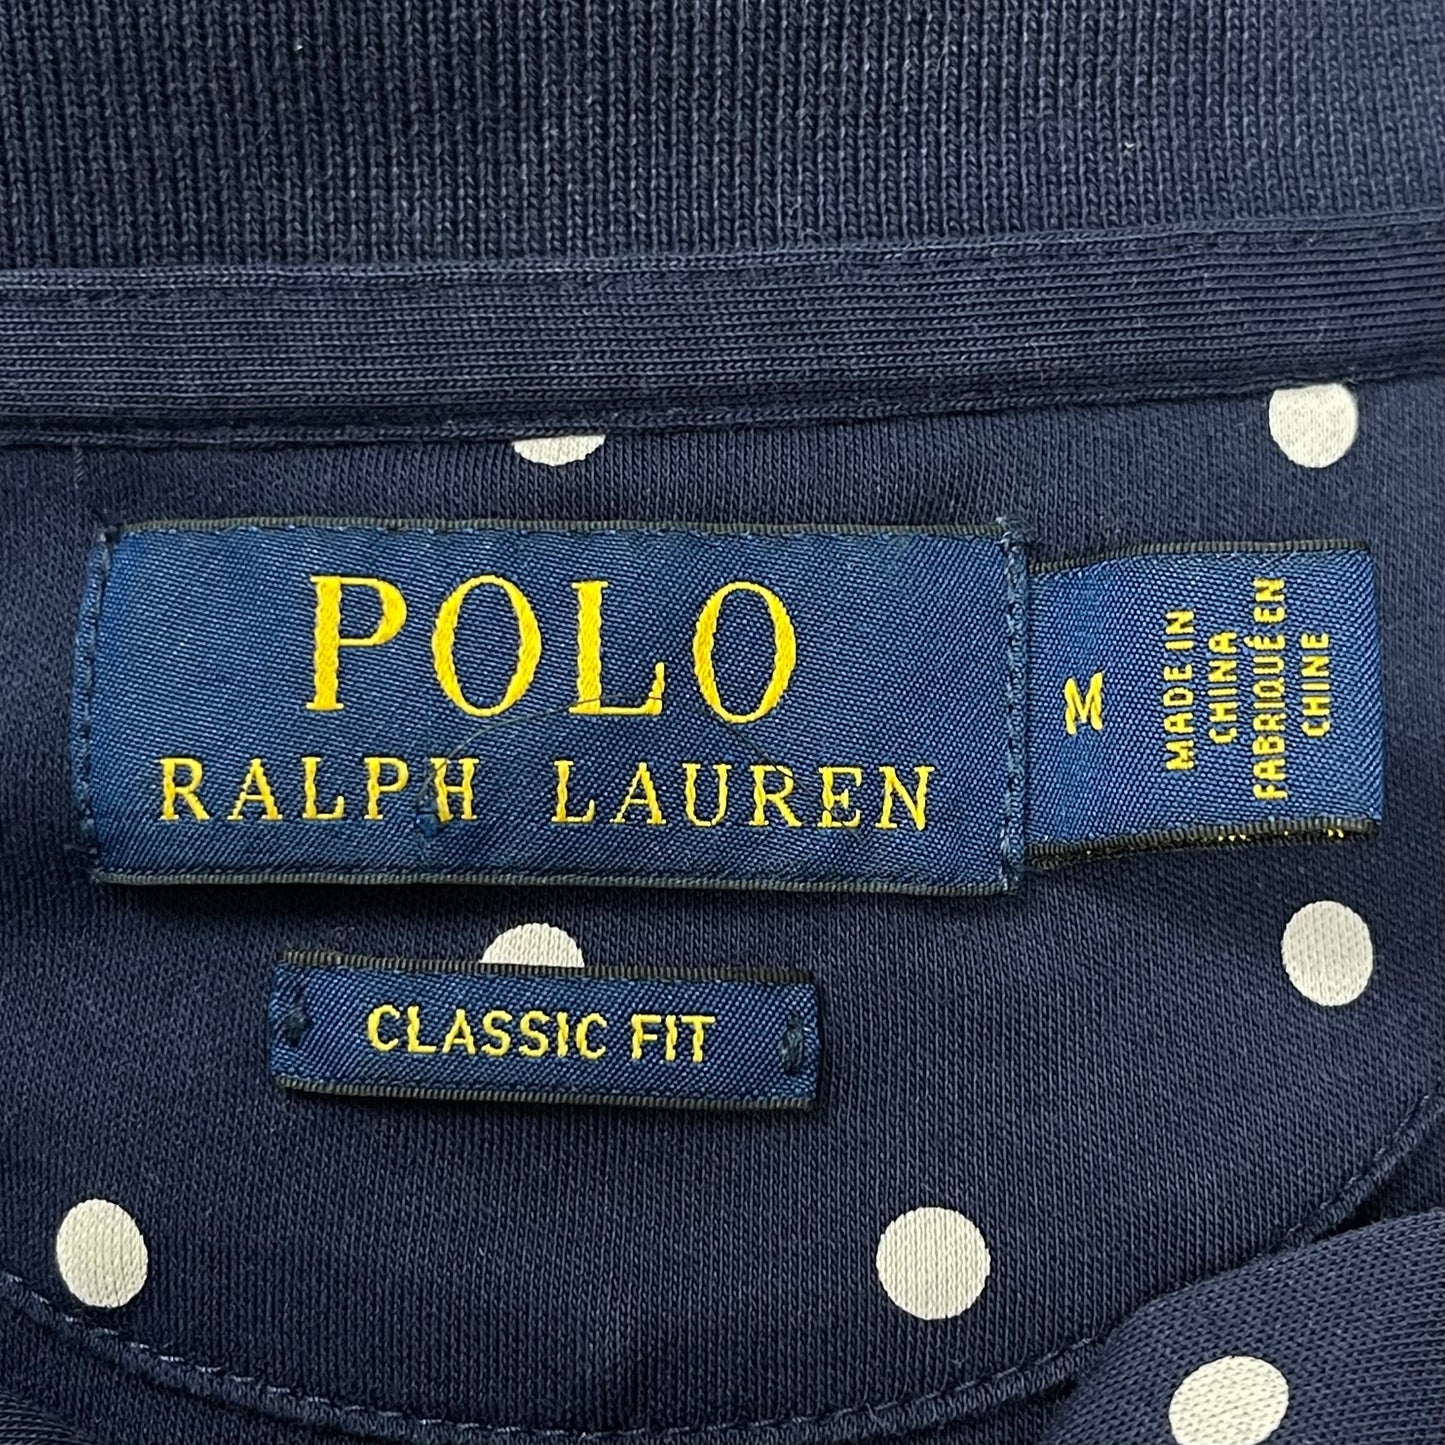 POLO
RALPH LAUREN
M
MADE IN
CHINA
FABRIQUÉ EN
CHINE
CLASSIC FIT